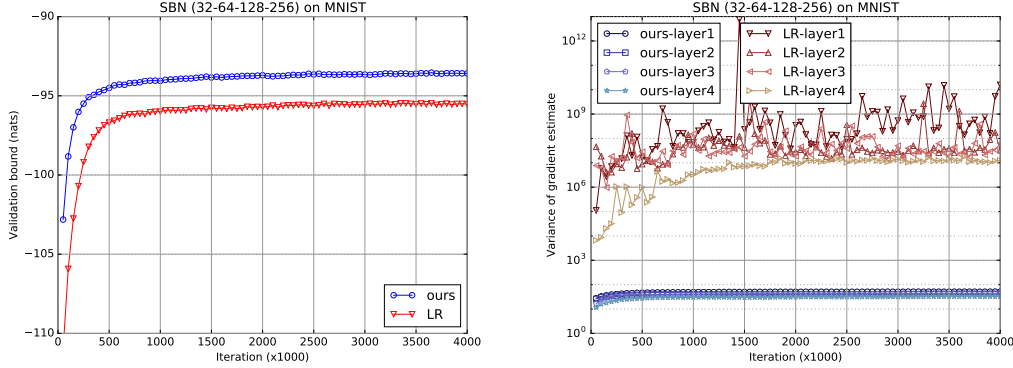 SBN (32-64-128-256) on MNIST
Validation bound (nats)
−90
−95
−100
−105
−110
0 500 1000 1500 2000 2500 3000 3500 4000
Iteration (x1000)
ours
LR
SBN (32-64-128-256) on MNIST
Variance of gradient estimate
10^12
10^9
10^6
10^3
10^0
0 500 1000 1500 2000 2500 3000 3500 4000
Iteration (x1000)
ours-layer1
ours-layer2
ours-layer3
ours-layer4
LR-layer1
LR-layer2
LR-layer3
LR-layer4